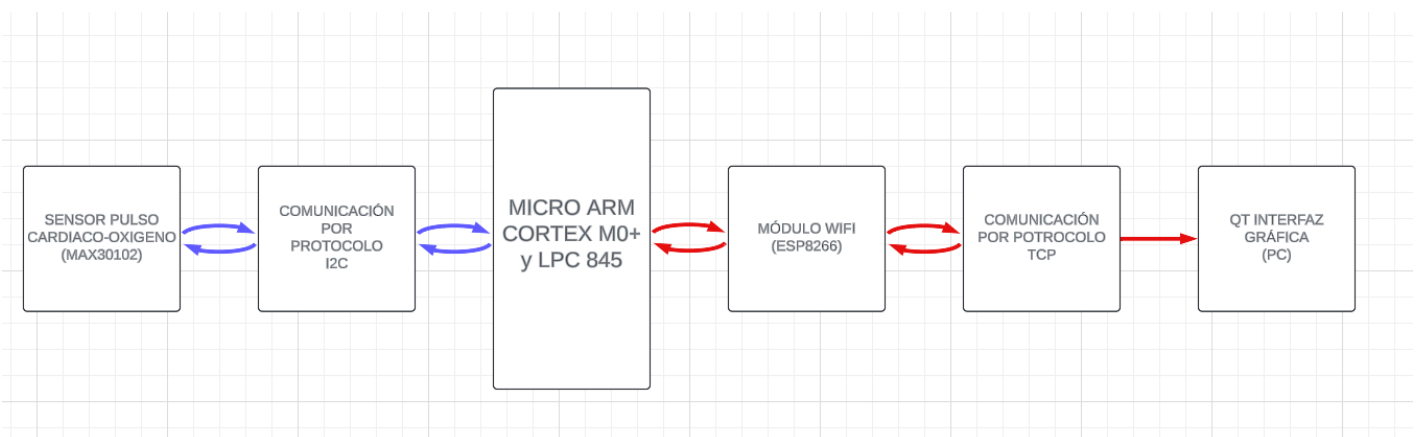 SENSOR PULSO
CARDIACO-OXIGENO
(MAX30102)
COMUNICACIÓN
POR
PROTOCOLO
I2C
MICRO ARM
CORTEX M0+
y LPC 845
MÓDULO WIFI
(ESP8266)
COMUNICACIÓN
POR POTROCOLO
TCP
QT INTERFAZ
GRÁFICA
(PC)